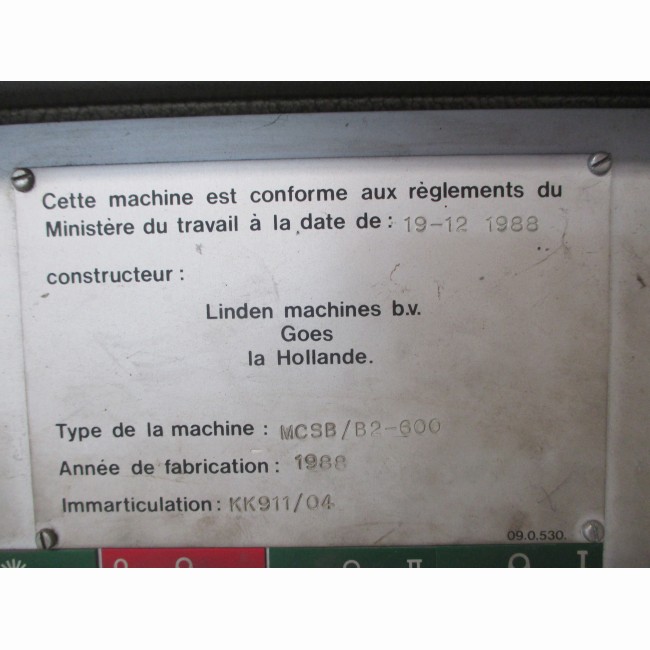 Cette machine est conforme aux règlements du
Ministère du travail à la date de : 19-12 1988
constructeur :
Linden machines b.v.
Goes
la Hollande.
Type de la machine : MCSB/B2-600
Année de fabrication : 1988
Immarticulation : KK911/04
09.0.530.